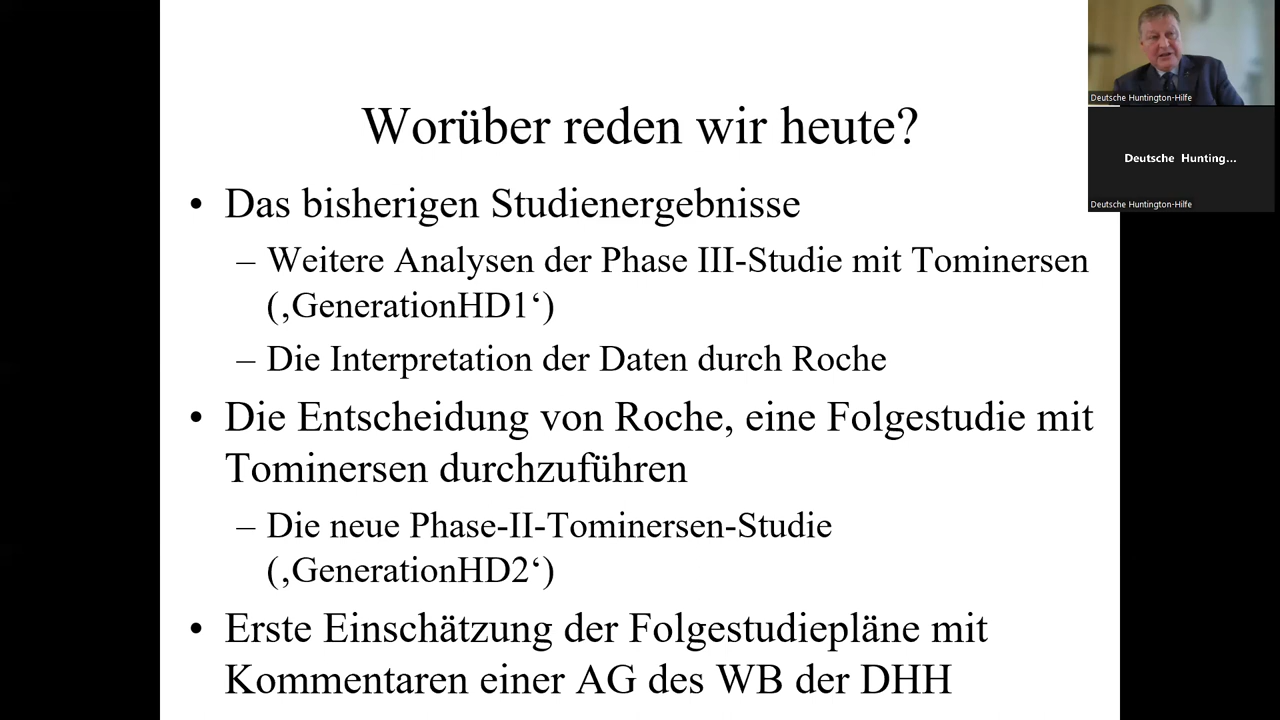 Worüber reden wir heute?
• Das bisherigen Studienergebnisse
– Weitere Analysen der Phase III-Studie mit Tominersen
(‚GenerationHD1‘)
– Die Interpretation der Daten durch Roche
• Die Entscheidung von Roche, eine Folgestudie mit
Tominersen durchzuführen
– Die neue Phase-II-Tominersen-Studie
(‚GenerationHD2‘)
• Erste Einschätzung der Folgestudiepläne mit
Kommentaren einer AG des WB der DHH
Deutsche Huntington-Hilfe
Deutsche Hunting...
Deutsche Huntington-Hilfe